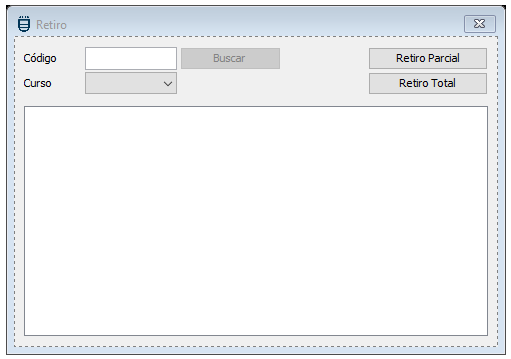 Retiro
Código
Buscar
Retiro Parcial
Curso
Retiro Total